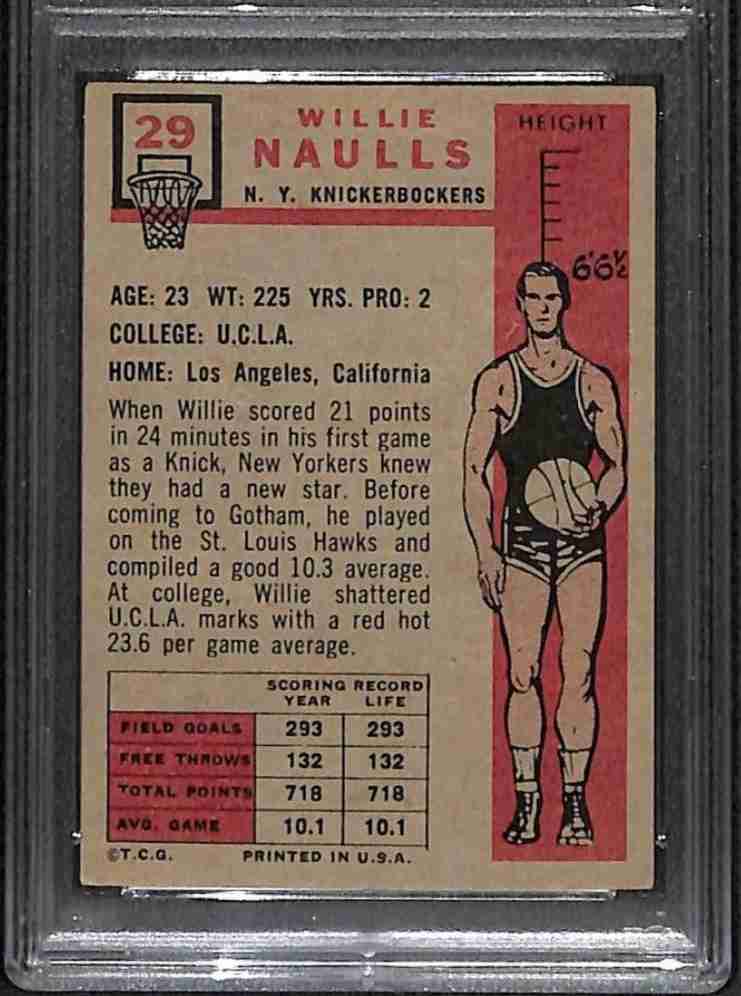 29
WILLIE
NAULLS
N. Y. KNICKERBOCKERS
HEIGHT
6'6½
AGE: 23 WT: 225 YRS. PRO: 2
COLLEGE: U.C.L.A.
HOME: Los Angeles, California
When Willie scored 21 points
in 24 minutes in his first game
as a Knick, New Yorkers knew
they had a new star. Before
coming to Gotham, he played
on the St. Louis Hawks and
compiled a good 10.3 average.
At college, Willie shattered
U.C.L.A. marks with a red hot
23.6 per game average.
SCORING RECORD
YEAR LIFE
FIELD GOALS 293 293
FREE THROWS 132 132
TOTAL POINTS 718 718
AVG. GAME 10.1 10.1
©T.C.G. PRINTED IN U.S.A.